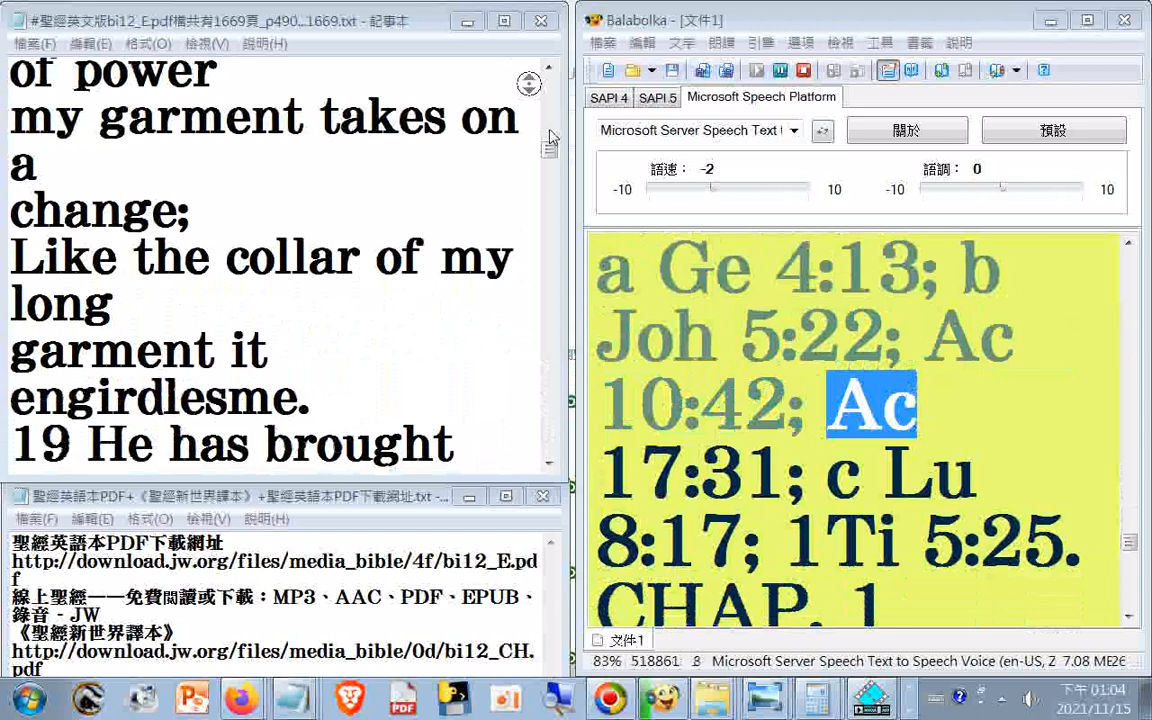 #聖經英文版bi12_E.pdf檔共有1669頁_p490...1669.txt - 記事本
檔案(F) 編輯(E) 格式(O) 檢視(V) 說明(H)
of power
my garment takes on
a
change;
Like the collar of my
long
garment it
engirdlesme.
19 He has brought
聖經英語本PDF+《聖經新世界譯本》+聖經英語本PDF下載網址.txt -...
檔案(F) 編輯(E) 格式(O) 檢視(V) 說明(H)
聖經英語本PDF下載網址
http://download.jw.org/files/media_bible/4f/bi12_E.pd
f
線上聖經——免費閱讀或下載：MP3、AAC、PDF、EPUB、
錄音 - JW
《聖經新世界譯本》
http://download.jw.org/files/media_bible/0d/bi12_CH.
pdf
Balabolka - [文件1]
檔案 編輯 文字 朗讀 引擎 選項 檢視 工具 書籤 說明
SAPI 4 SAPI 5 Microsoft Speech Platform
Microsoft Server Speech Text 關於 預設
語速： -2 語調： 0
-10 10 -10 10
a Ge 4:13; b
Joh 5:22; Ac
10:42; Ac
17:31; c Lu
8:17; 1Ti 5:25.
CHAP. 1
文件1
83% 518861 Microsoft Server Speech Text to Speech Voice (en-US, Z 7.08 ME26
下午 01:04
2021/11/15